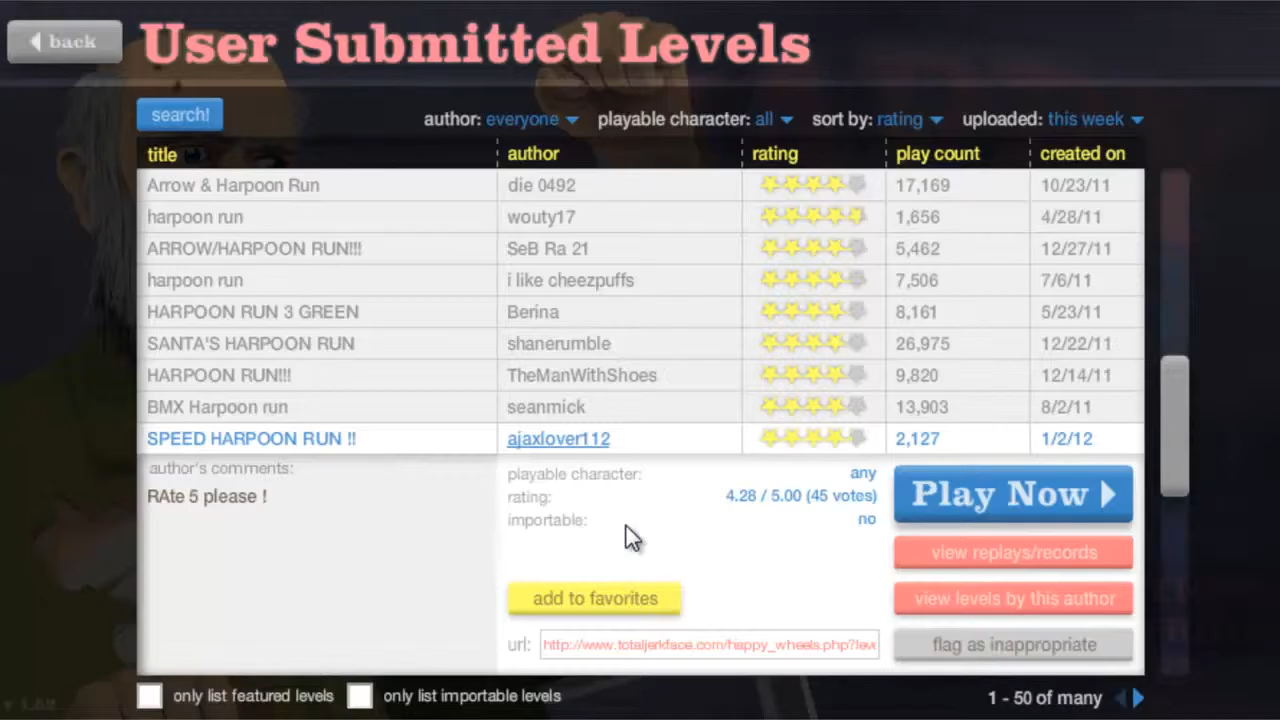 back
User Submitted Levels
search!
author: everyone playable character: all sort by: rating uploaded: this week
title author rating play count created on
Arrow & Harpoon Run die 0492 17,169 10/23/11
harpoon run wouty17 1,656 4/28/11
ARROW/HARPOON RUN!!! SeB Ra 21 5,462 12/27/11
harpoon run i like cheezpuffs 7,506 7/6/11
HARPOON RUN 3 GREEN Berina 8,161 5/23/11
SANTA'S HARPOON RUN shanerumble 26,975 12/22/11
HARPOON RUN!!! TheManWithShoes 9,820 12/14/11
BMX Harpoon run seanmick 13,903 8/2/11
SPEED HARPOON RUN !! ajaxlover112 2,127 1/2/12
author's comments:
RAte 5 please !
playable character: any
rating: 4.28 / 5.00 (45 votes)
importable: no
add to favorites
url: http://www.totaljerkface.com/happy_wheels.php?leve
Play Now
view replays/records
view levels by this author
flag as inappropriate
only list featured levels only list importable levels
1 - 50 of many